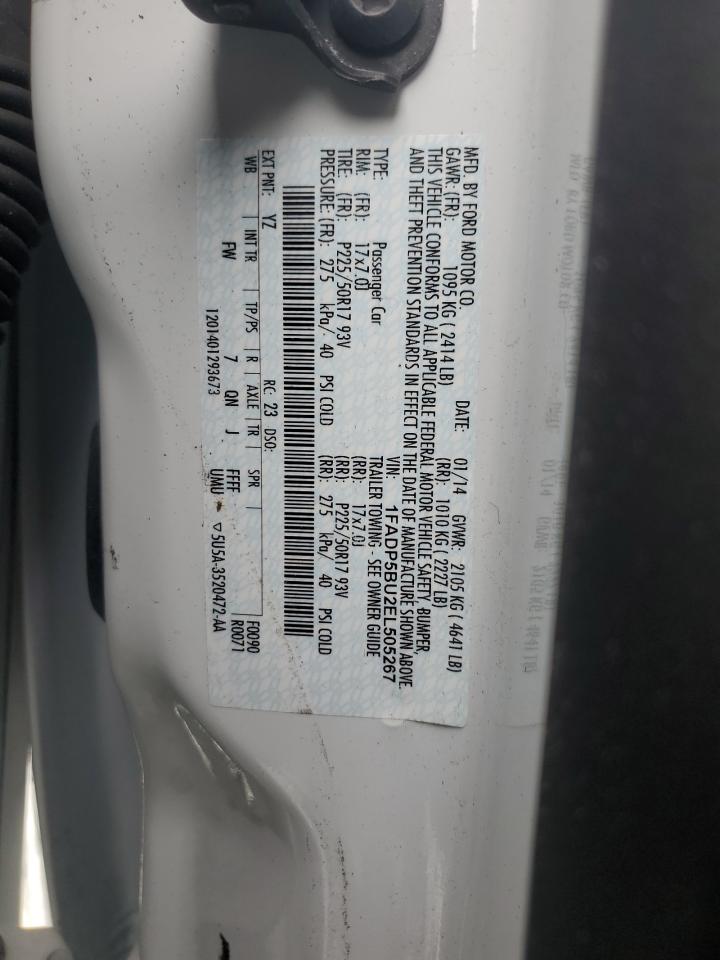 MFD. BY FORD MOTOR CO.
DATE: 01/14 GVWR: 2105 KG ( 4641 LB)
GAWR: (FR): 1095 KG ( 2414 LB) (RR): 1010 KG ( 2227 LB)
THIS VEHICLE CONFORMS TO ALL APPLICABLE FEDERAL MOTOR VEHICLE SAFETY, BUMPER,
AND THEFT PREVENTION STANDARDS IN EFFECT ON THE DATE OF MANUFACTURE SHOWN ABOVE.
VIN: 1FADP5BU2EL505267
TYPE: Passenger Car TRAILER TOWING - SEE OWNER GUIDE
RIM: (FR): 17x7.0J (RR): 17x7.0J
TIRE: (FR): P225/50R17 93V (RR): P225/50R17 93V
PRESSURE: (FR): 275 kPa/ 40 PSI COLD (RR): 275 kPa/ 40 PSI COLD
EXT PNT: YZ RC: 23 DSO: F0090
WB INT TR TP/PS R AXLE TR SPR R0071
FW 7 QN J FFFF
1201401293673 UMU ▽5U5A-3520472-AA